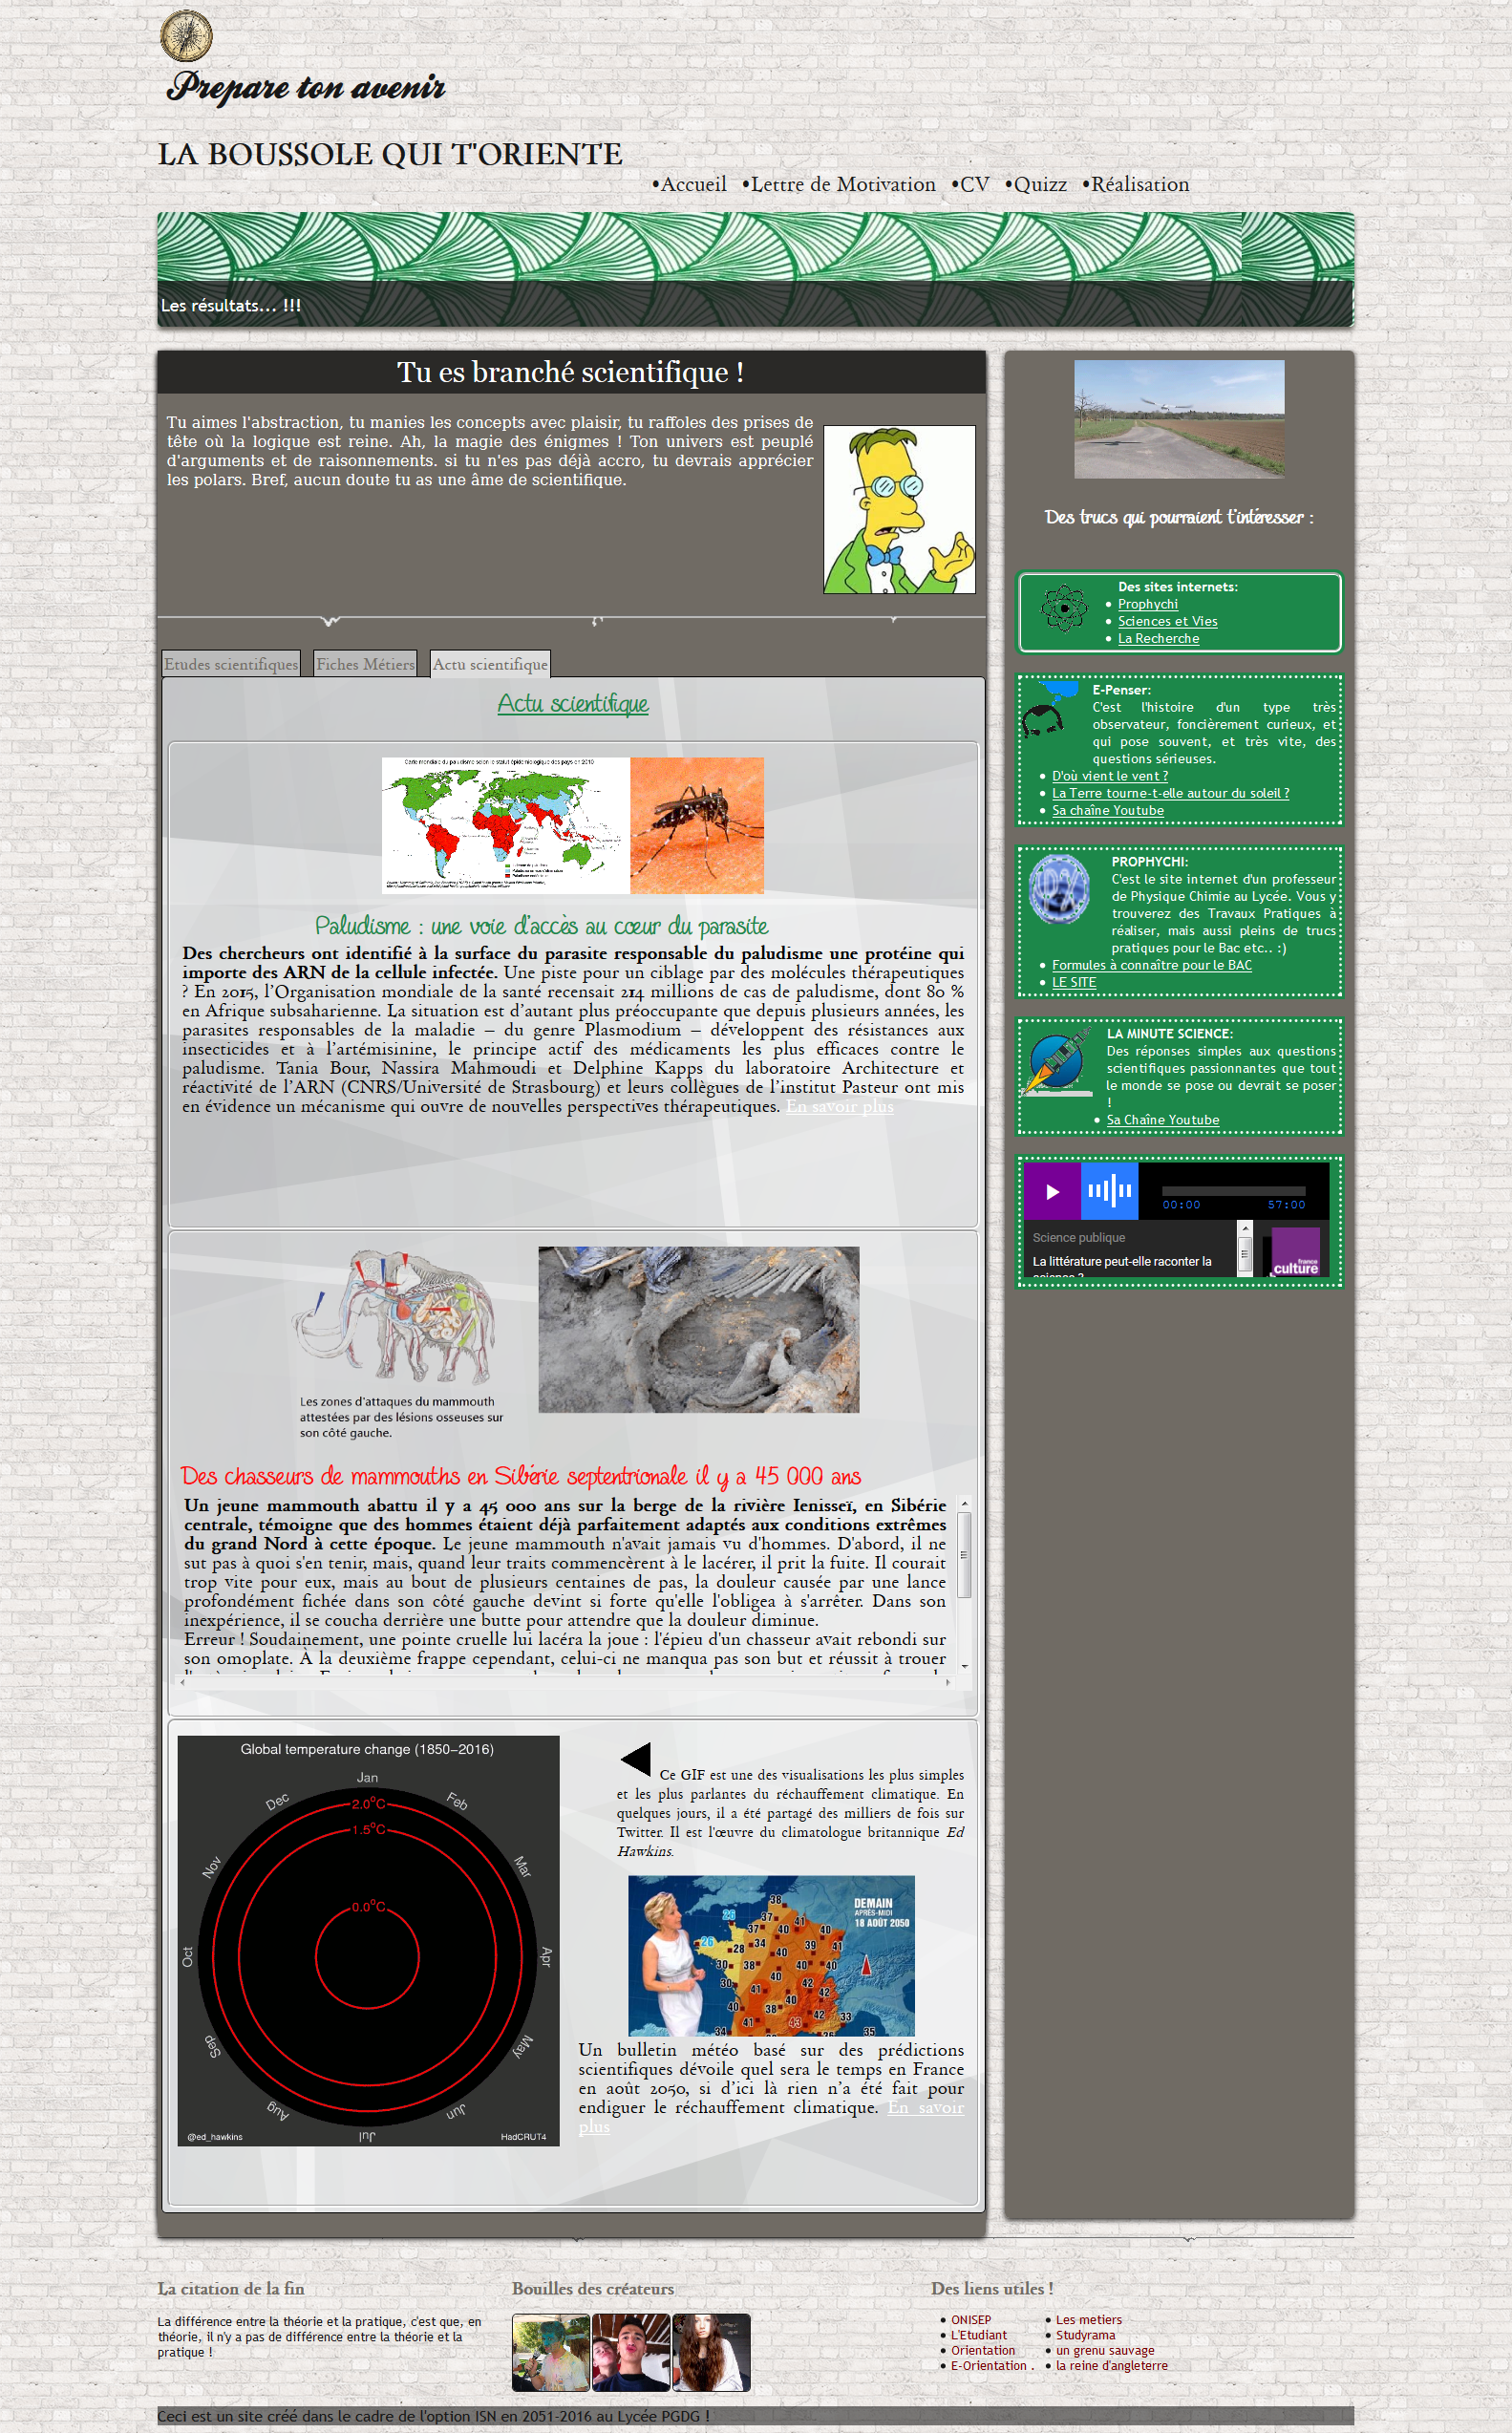 Prepare ton avenir
LA BOUSSOLE QUI T'ORIENTE
•Accueil •Lettre de Motivation •CV •Quizz •Réalisation
Les résultats... !!!
Tu es branché scientifique !
Tu aimes l'abstraction, tu manies les concepts avec plaisir, tu raffoles des prises de
tête où la logique est reine. Ah, la magie des énigmes ! Ton univers est peuplé
d'arguments et de raisonnements. si tu n'es pas déjà accro, tu devrais apprécier
les polars. Bref, aucun doute tu as une âme de scientifique.
Etudes scientifiques
Fiches Métiers
Actu scientifique
Actu scientifique
Carte mondiale du paludisme selon le statut épidémiologique des pays en 2010
Paludisme : une voie d'accès au cœur du parasite
Des chercheurs ont identifié à la surface du parasite responsable du paludisme une protéine qui
importe des ARN de la cellule infectée. Une piste pour un ciblage par des molécules thérapeutiques
? En 2015, l’Organisation mondiale de la santé recensait 214 millions de cas de paludisme, dont 80 %
en Afrique subsaharienne. La situation est d’autant plus préoccupante que depuis plusieurs années, les
parasites responsables de la maladie – du genre Plasmodium – développent des résistances aux
insecticides et à l’artémisinine, le principe actif des médicaments les plus efficaces contre le
paludisme. Tania Bour, Nassira Mahmoudi et Delphine Kapps du laboratoire Architecture et
réactivité de l’ARN (CNRS/Université de Strasbourg) et leurs collègues de l’institut Pasteur ont mis
en évidence un mécanisme qui ouvre de nouvelles perspectives thérapeutiques. En savoir plus
Les zones d'attaques du mammouth
attestées par des lésions osseuses sur
son côté gauche.
Des chasseurs de mammouths en Sibérie septentrionale il y a 45 000 ans
Un jeune mammouth abattu il y a 45 000 ans sur la berge de la rivière Ienisseï, en Sibérie
centrale, témoigne que des hommes étaient déjà parfaitement adaptés aux conditions extrêmes
du grand Nord à cette époque. Le jeune mammouth n'avait jamais vu d'hommes. D'abord, il ne
sut pas à quoi s'en tenir, mais, quand leur traits commencèrent à le lacérer, il prit la fuite. Il courait
trop vite pour eux, mais au bout de plusieurs centaines de pas, la douleur causée par une lance
profondément fichée dans son côté gauche devint si forte qu'elle l'obligea à s'arrêter. Dans son
inexpérience, il se coucha derrière une butte pour attendre que la douleur diminue.
Erreur ! Soudainement, une pointe cruelle lui lacéra la joue : l'épieu d'un chasseur avait rebondi sur
son omoplate. À la deuxième frappe cependant, celui-ci ne manqua pas son but et réussit à trouer
Global temperature change (1850–2016)
Jan
Feb
Mar
Apr
May
Jun
Jul
Aug
Sep
Oct
Nov
Dec
2.0°C
1.5°C
0.0°C
@ed_hawkins
HadCRUT4
Ce GIF est une des visualisations les plus simples
et les plus parlantes du réchauffement climatique. En
quelques jours, il a été partagé des milliers de fois sur
Twitter. Il est l'œuvre du climatologue britannique Ed
Hawkins.
DEMAIN
APRÈS-MIDI
18 AOÛT 2050
Un bulletin météo basé sur des prédictions
scientifiques dévoile quel sera le temps en France
en août 2050, si d’ici là rien n’a été fait pour
endiguer le réchauffement climatique. En savoir
plus
Des trucs qui pourraient t'intéresser :
Des sites internets:
Prophychi
Sciences et Vies
La Recherche
E-Penser:
C'est l'histoire d'un type très
observateur, foncièrement curieux, et
qui pose souvent, et très vite, des
questions sérieuses.
D'où vient le vent ?
La Terre tourne-t-elle autour du soleil ?
Sa chaîne Youtube
PROPHYCHI:
C'est le site internet d'un professeur
de Physique Chimie au Lycée. Vous y
trouverez des Travaux Pratiques à
réaliser, mais aussi pleins de trucs
pratiques pour le Bac etc.. :)
Formules à connaître pour le BAC
LE SITE
LA MINUTE SCIENCE:
Des réponses simples aux questions
scientifiques passionnantes que tout
le monde se pose ou devrait se poser
!
Sa Chaîne Youtube
00:00 57:00
Science publique
La littérature peut-elle raconter la
science ?
france
culture
La citation de la fin
La différence entre la théorie et la pratique, c'est que, en
théorie, il n'y a pas de différence entre la théorie et la
pratique !
Bouilles des créateurs
Des liens utiles !
ONISEP
L'Etudiant
Orientation
E-Orientation .
Les metiers
Studyrama
un grenu sauvage
la reine d'angleterre
Ceci est un site créé dans le cadre de l'option ISN en 2051-2016 au Lycée PGDG !